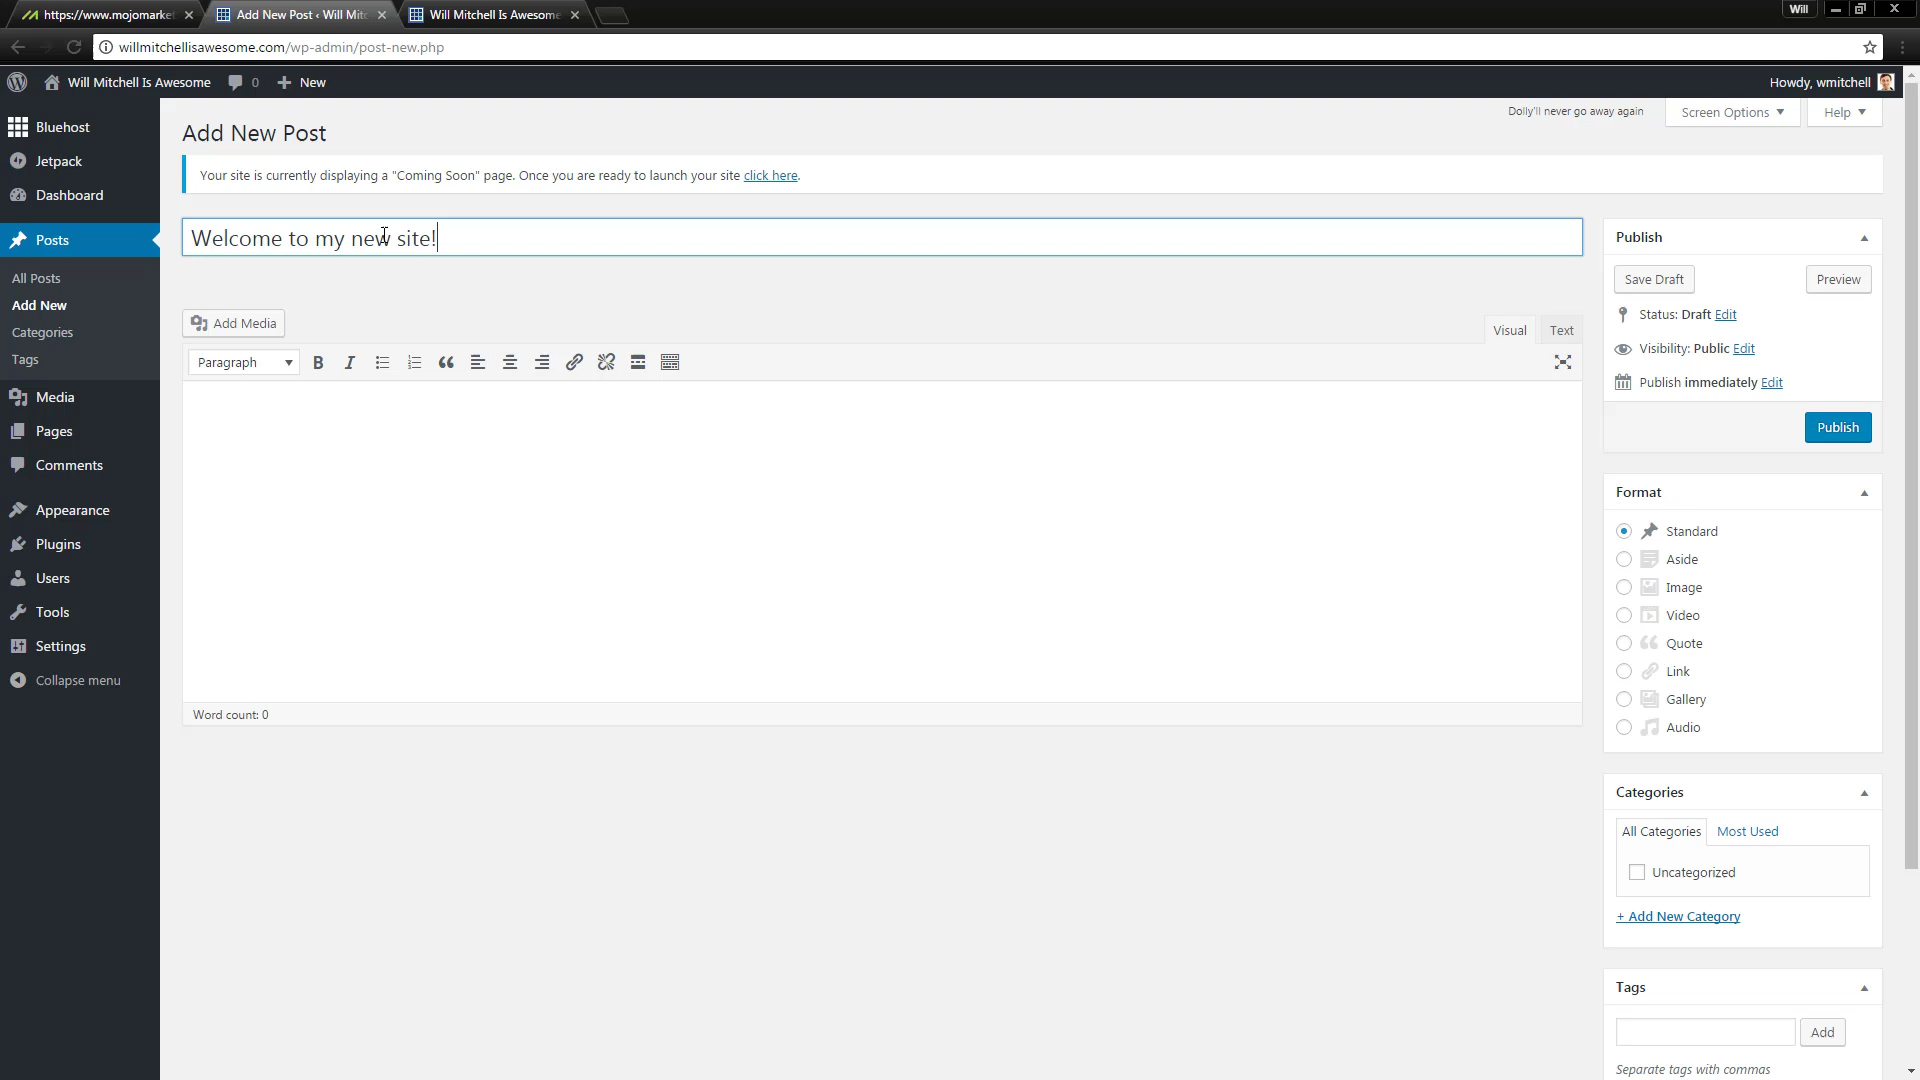 https://www.mojomarket
Add New Post ‹ Will Mit
Will Mitchell Is Awesome
Will
willmitchellisawesome.com/wp-admin/post-new.php
Will Mitchell Is Awesome
0
New
Howdy, wmitchell
Bluehost
Jetpack
Dashboard
Posts
All Posts
Add New
Categories
Tags
Media
Pages
Comments
Appearance
Plugins
Users
Tools
Settings
Collapse menu
Dolly'll never go away again
Screen Options
Help
Add New Post
Your site is currently displaying a "Coming Soon" page. Once you are ready to launch your site click here.
Welcome to my new site!
Add Media
Visual
Text
Paragraph
B
I
Word count: 0
Publish
Save Draft
Preview
Status: Draft Edit
Visibility: Public Edit
Publish immediately Edit
Publish
Format
Standard
Aside
Image
Video
Quote
Link
Gallery
Audio
Categories
All Categories
Most Used
Uncategorized
+ Add New Category
Tags
Add
Separate tags with commas